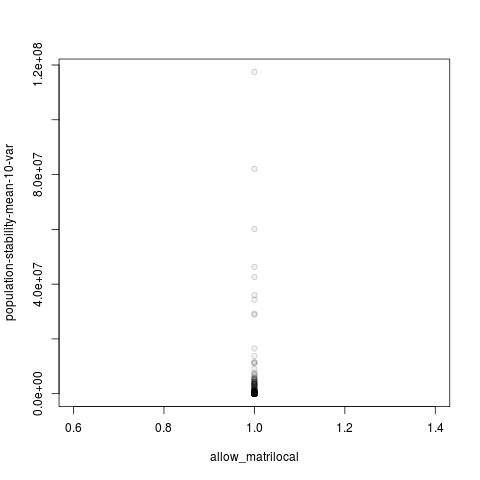 population-stability-mean-10-var
1.2e+08
8.0e+07
4.0e+07
0.0e+00
0.6
0.8
1.0
1.2
1.4
allow_matrilocal